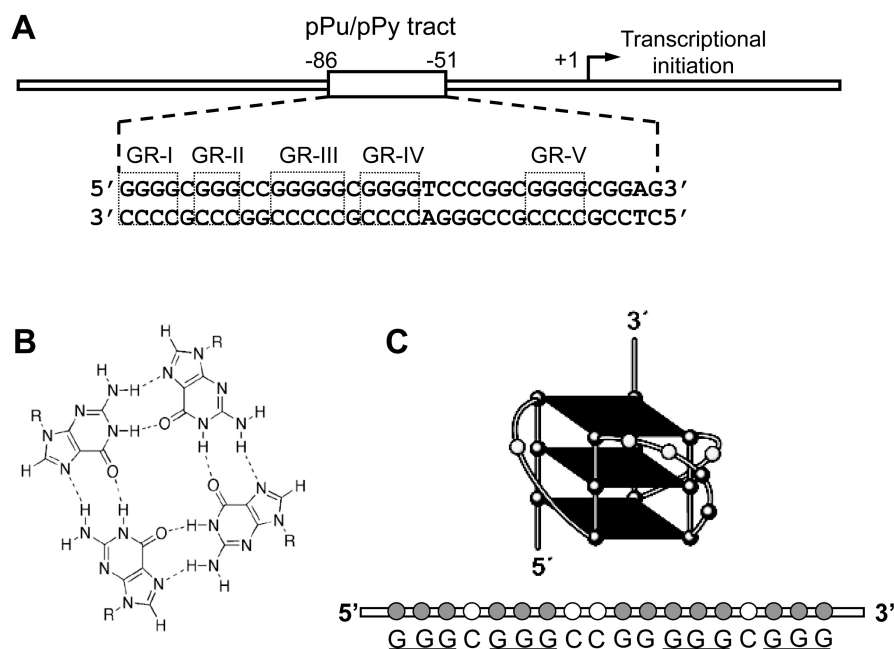 A
pPu/pPy tract
-86 -51 +1 Transcriptional initiation
GR-I GR-II GR-III GR-IV GR-V
5′GGGGCGGGCCGGGGGCGGGGTCCCGGCGGGGCGGAG3′
3′CCCCGCCCGGCCCCCGCCCCAGGGCCGCCCCGCCTC5′
B
H R
N
H N
N H N
N H
R O N N
N N H H
H H
H N O
O N H
H H
H N N
N N O
H R
N N H
N H
R N
H
C
3′
5′
5′ 3′
GGGCGGGCCGGGGGCGGG